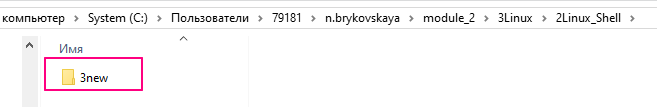 компьютер > System (C:) > Пользователи > 79181 > n.brykovskaya > module_2 > 3Linux > 2Linux_Shell >
Имя
3new